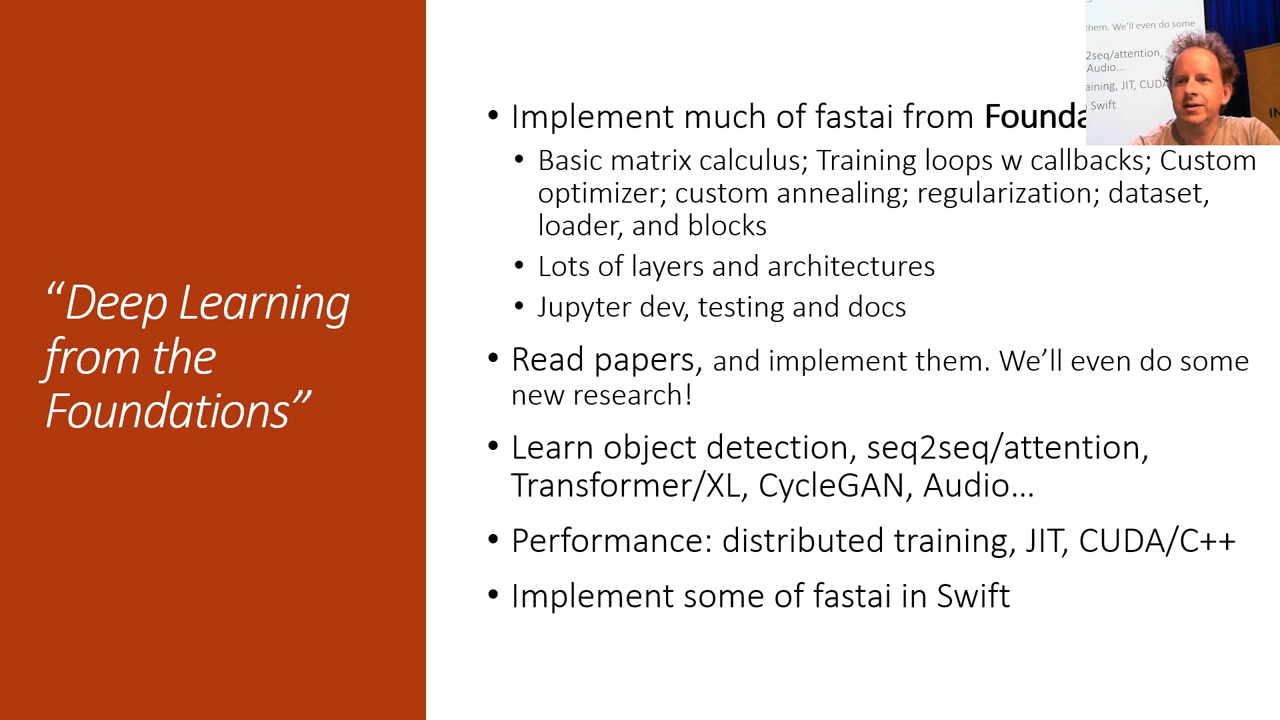 “Deep Learning
from the
Foundations”
• Implement much of fastai from
• Basic matrix calculus; Training loops w callbacks; Custom
optimizer; custom annealing; regularization; dataset,
loader, and blocks
• Lots of layers and architectures
• Jupyter dev, testing and docs
• Read papers, and implement them. We’ll even do some
new research!
• Learn object detection, seq2seq/attention,
Transformer/XL, CycleGAN, Audio…
• Performance: distributed training, JIT, CUDA/C++
• Implement some of fastai in Swift
them. We’ll even do some
2seq/attention,
Audio…
aining, JIT, CUDA
Swift